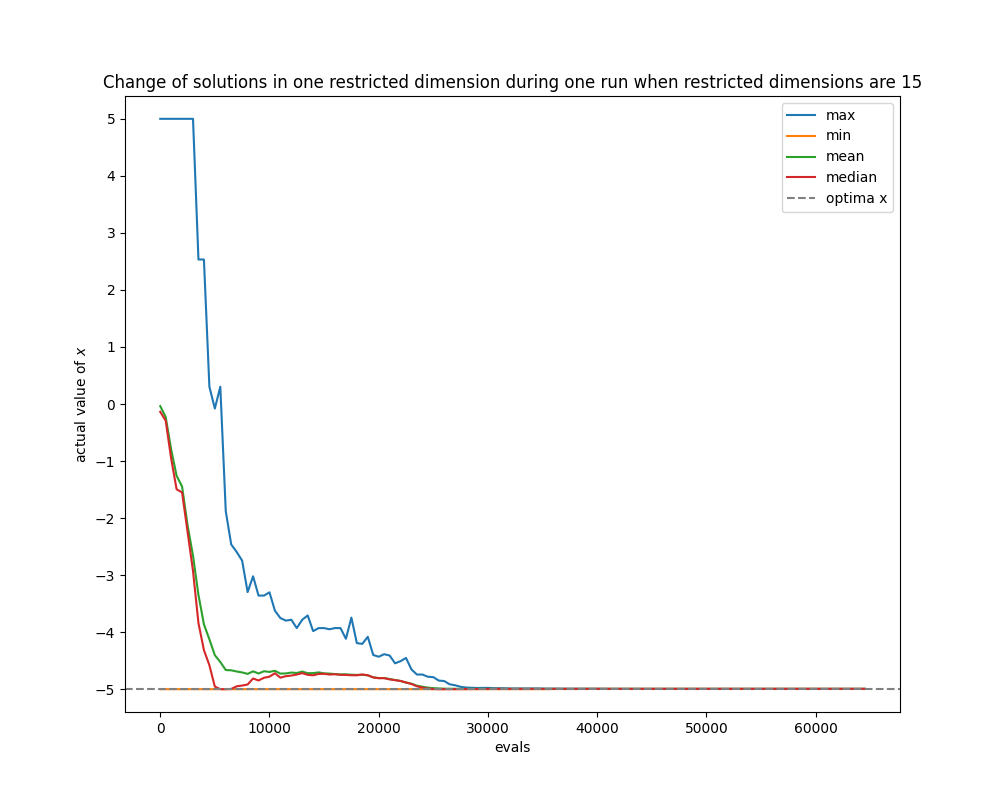 Change of solutions in one restricted dimension during one run when restricted dimensions are 15
max
min
mean
median
optima x
actual value of x
5
4
3
2
1
0
−1
−2
−3
−4
−5
0 10000 20000 30000 40000 50000 60000
evals